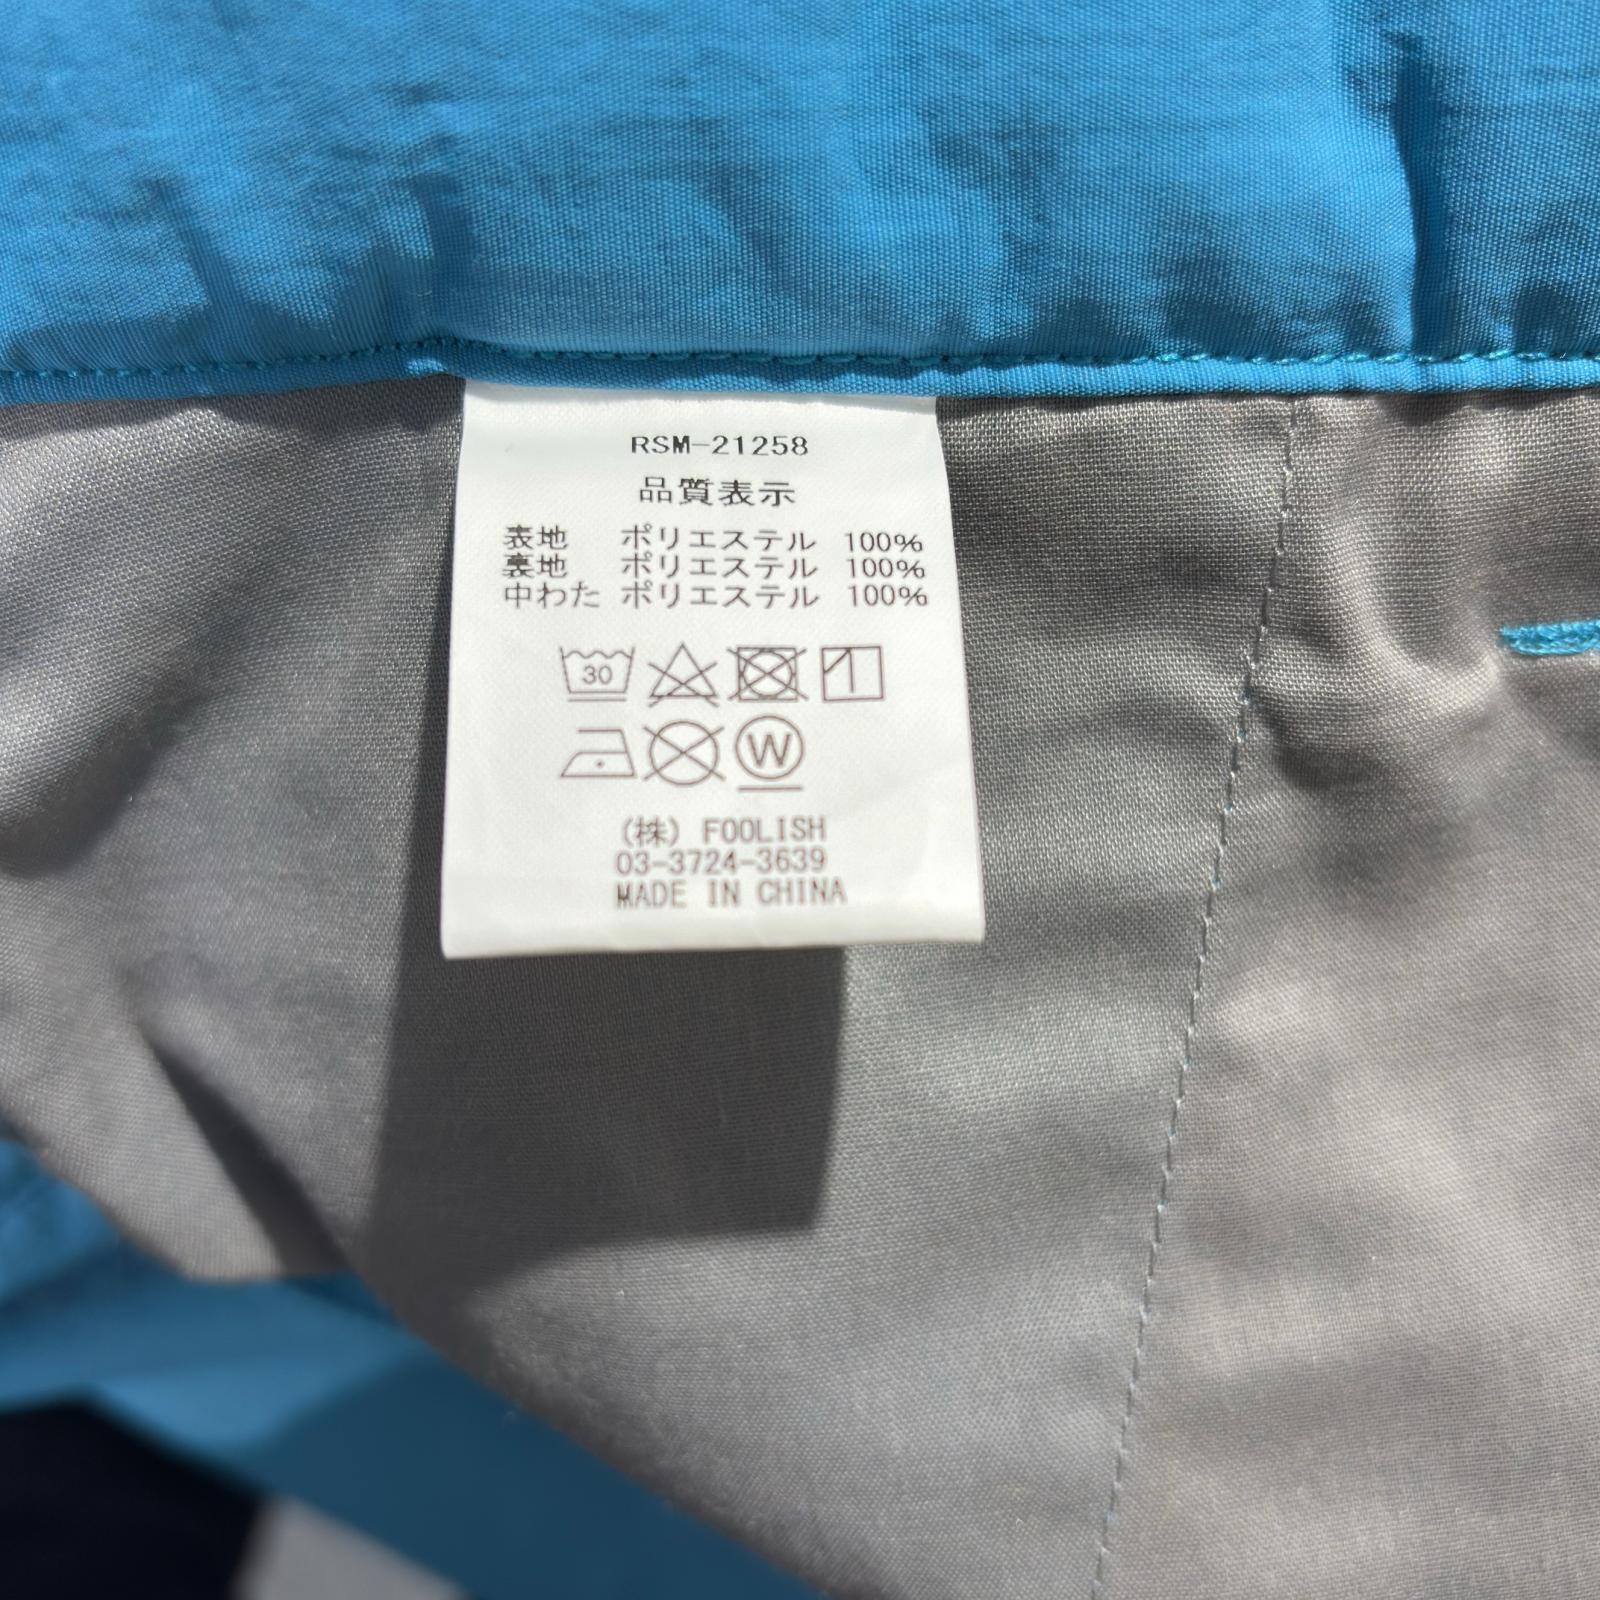 RSM-21258
品質表示
表地 ポリエステル 100%
裏地 ポリエステル 100%
中わた ポリエステル 100%
30
W
(株) FOOLISH
03-3724-3639
MADE IN CHINA